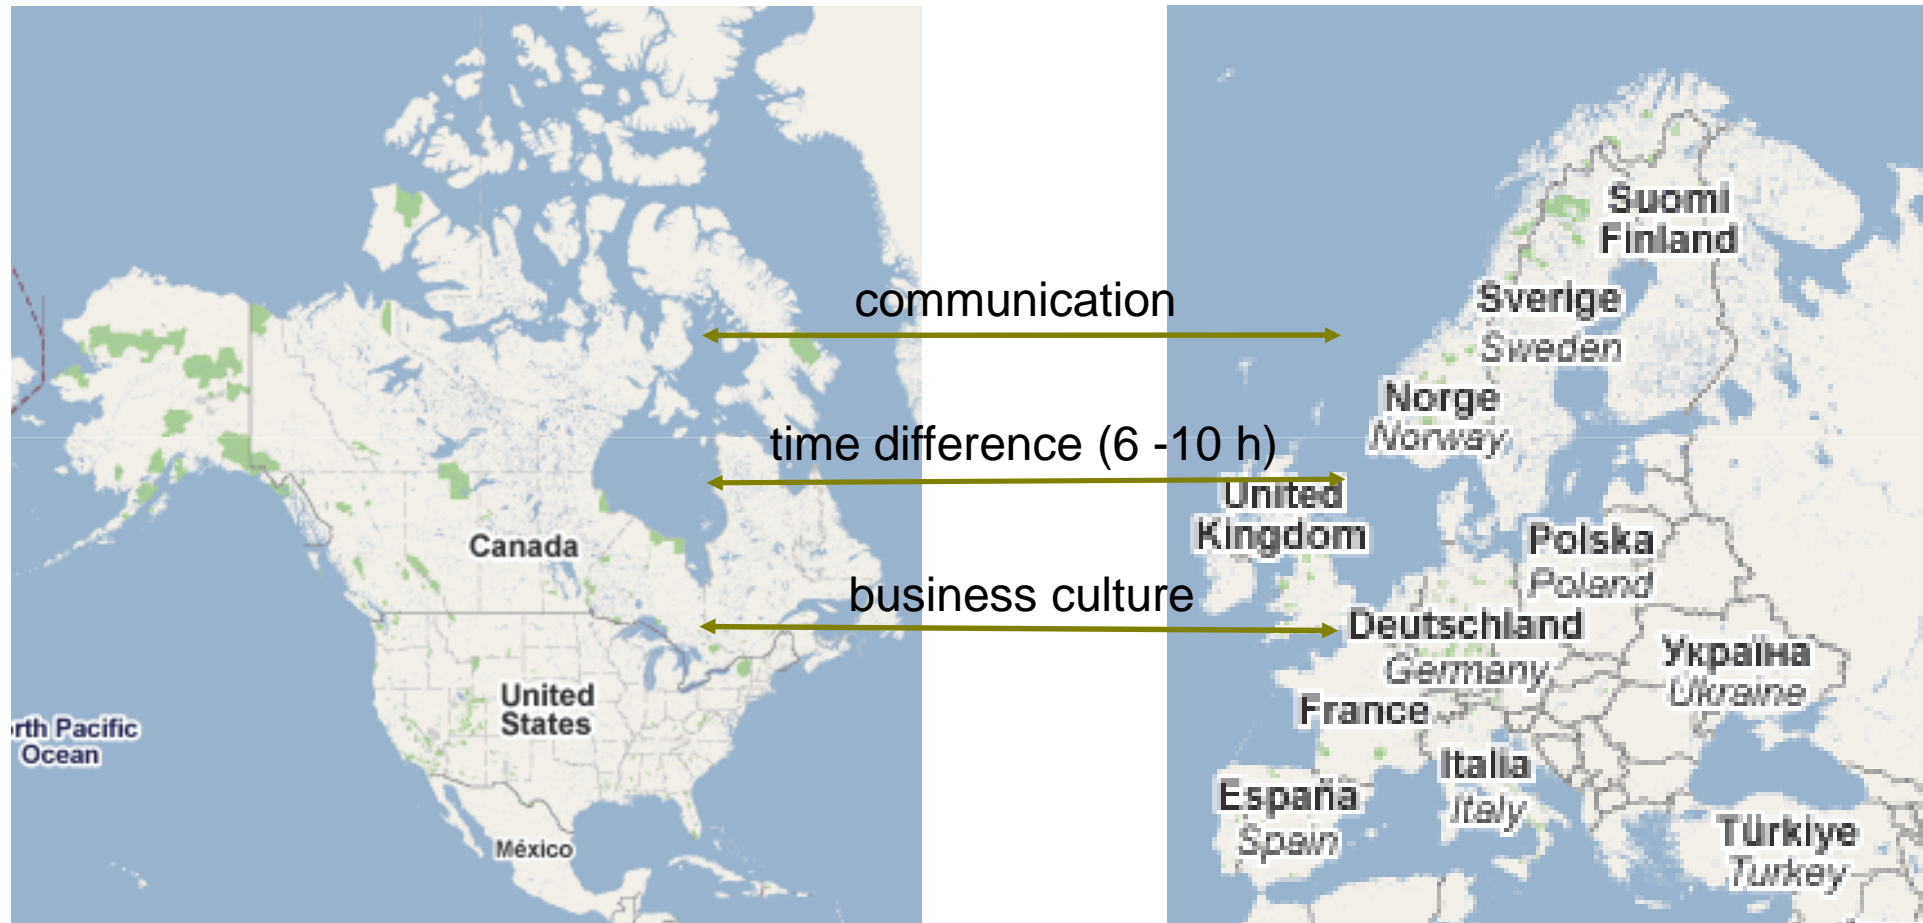 communication
time difference (6 -10 h)
business culture
Canada
United
States
rth Pacific
Ocean
México
Suomi
Finland
Sverige
Sweden
Norge
Norway
United
Kingdom
Polska
Poland
Deutschland
Germany
Україна
Ukraine
France
Italia
Italy
España
Spain
Türkiye
Turkey